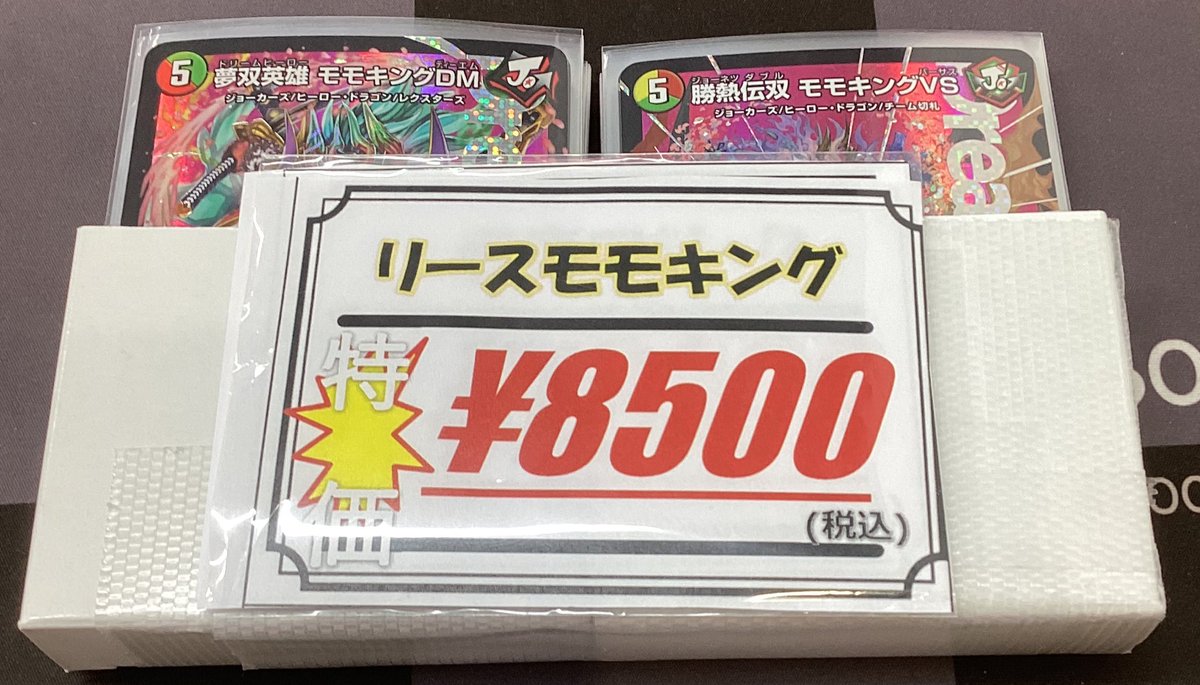 ドリームヒーロー ディーエム
5 夢双英雄 モモキングDM
ジョーカーズ/ヒーロー・ドラゴン/レクスターズ
ジョーネツ ダブル バーサス
5 勝熱伝双 モモキングVS
ジョーカーズ/ヒーロー・ドラゴン/チーム切札
リースモモキング
特価
¥8500
(税込)